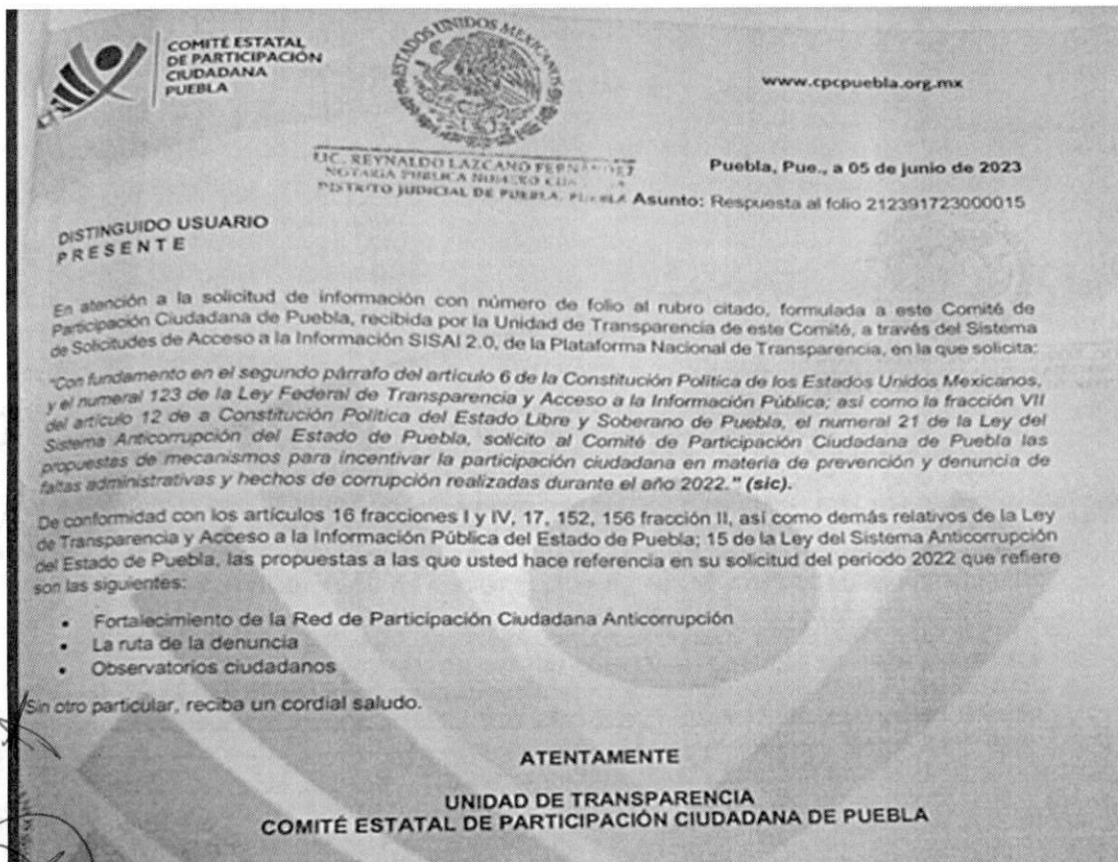 COMITÉ ESTATAL
DE PARTICIPACIÓN
CIUDADANA
PUEBLA
ESTADOS UNIDOS MEXICANOS
www.cpcpuebla.org.mx
LIC. REYNALDO LAZCANO
NOTARIA PUBLICA NUMERO
DISTRITO JUDICIAL DE PUEBLA, PUEBLA
Puebla, Pue., a 05 de junio de 2023
Asunto: Respuesta al folio 212391723000015
DISTINGUIDO USUARIO
P R E S E N T E
En atención a la solicitud de información con número de folio al rubro citado, formulada a este Comité de
Participación Ciudadana de Puebla, recibida por la Unidad de Transparencia de este Comité, a través del Sistema
de Solicitudes de Acceso a la Información SISAI 2.0, de la Plataforma Nacional de Transparencia, en la que solicita:
"Con fundamento en el segundo párrafo del artículo 6 de la Constitución Política de los Estados Unidos Mexicanos,
y el numeral 123 de la Ley Federal de Transparencia y Acceso a la Información Pública; así como la fracción VII
del artículo 12 de a Constitución Política del Estado Libre y Soberano de Puebla, el numeral 21 de la Ley del
Sistema Anticorrupción del Estado de Puebla, solicito al Comité de Participación Ciudadana de Puebla las
propuestas de mecanismos para incentivar la participación ciudadana en materia de prevención y denuncia de
faltas administrativas y hechos de corrupción realizadas durante el año 2022." (sic).
De conformidad con los artículos 16 fracciones I y IV, 17, 152, 156 fracción II, así como demás relativos de la Ley
de Transparencia y Acceso a la Información Pública del Estado de Puebla; 15 de la Ley del Sistema Anticorrupción
del Estado de Puebla, las propuestas a las que usted hace referencia en su solicitud del periodo 2022 que refiere
son las siguientes:
• Fortalecimiento de la Red de Participación Ciudadana Anticorrupción
• La ruta de la denuncia
• Observatorios ciudadanos
Sin otro particular, reciba un cordial saludo.
ATENTAMENTE
UNIDAD DE TRANSPARENCIA
COMITÉ ESTATAL DE PARTICIPACIÓN CIUDADANA DE PUEBLA